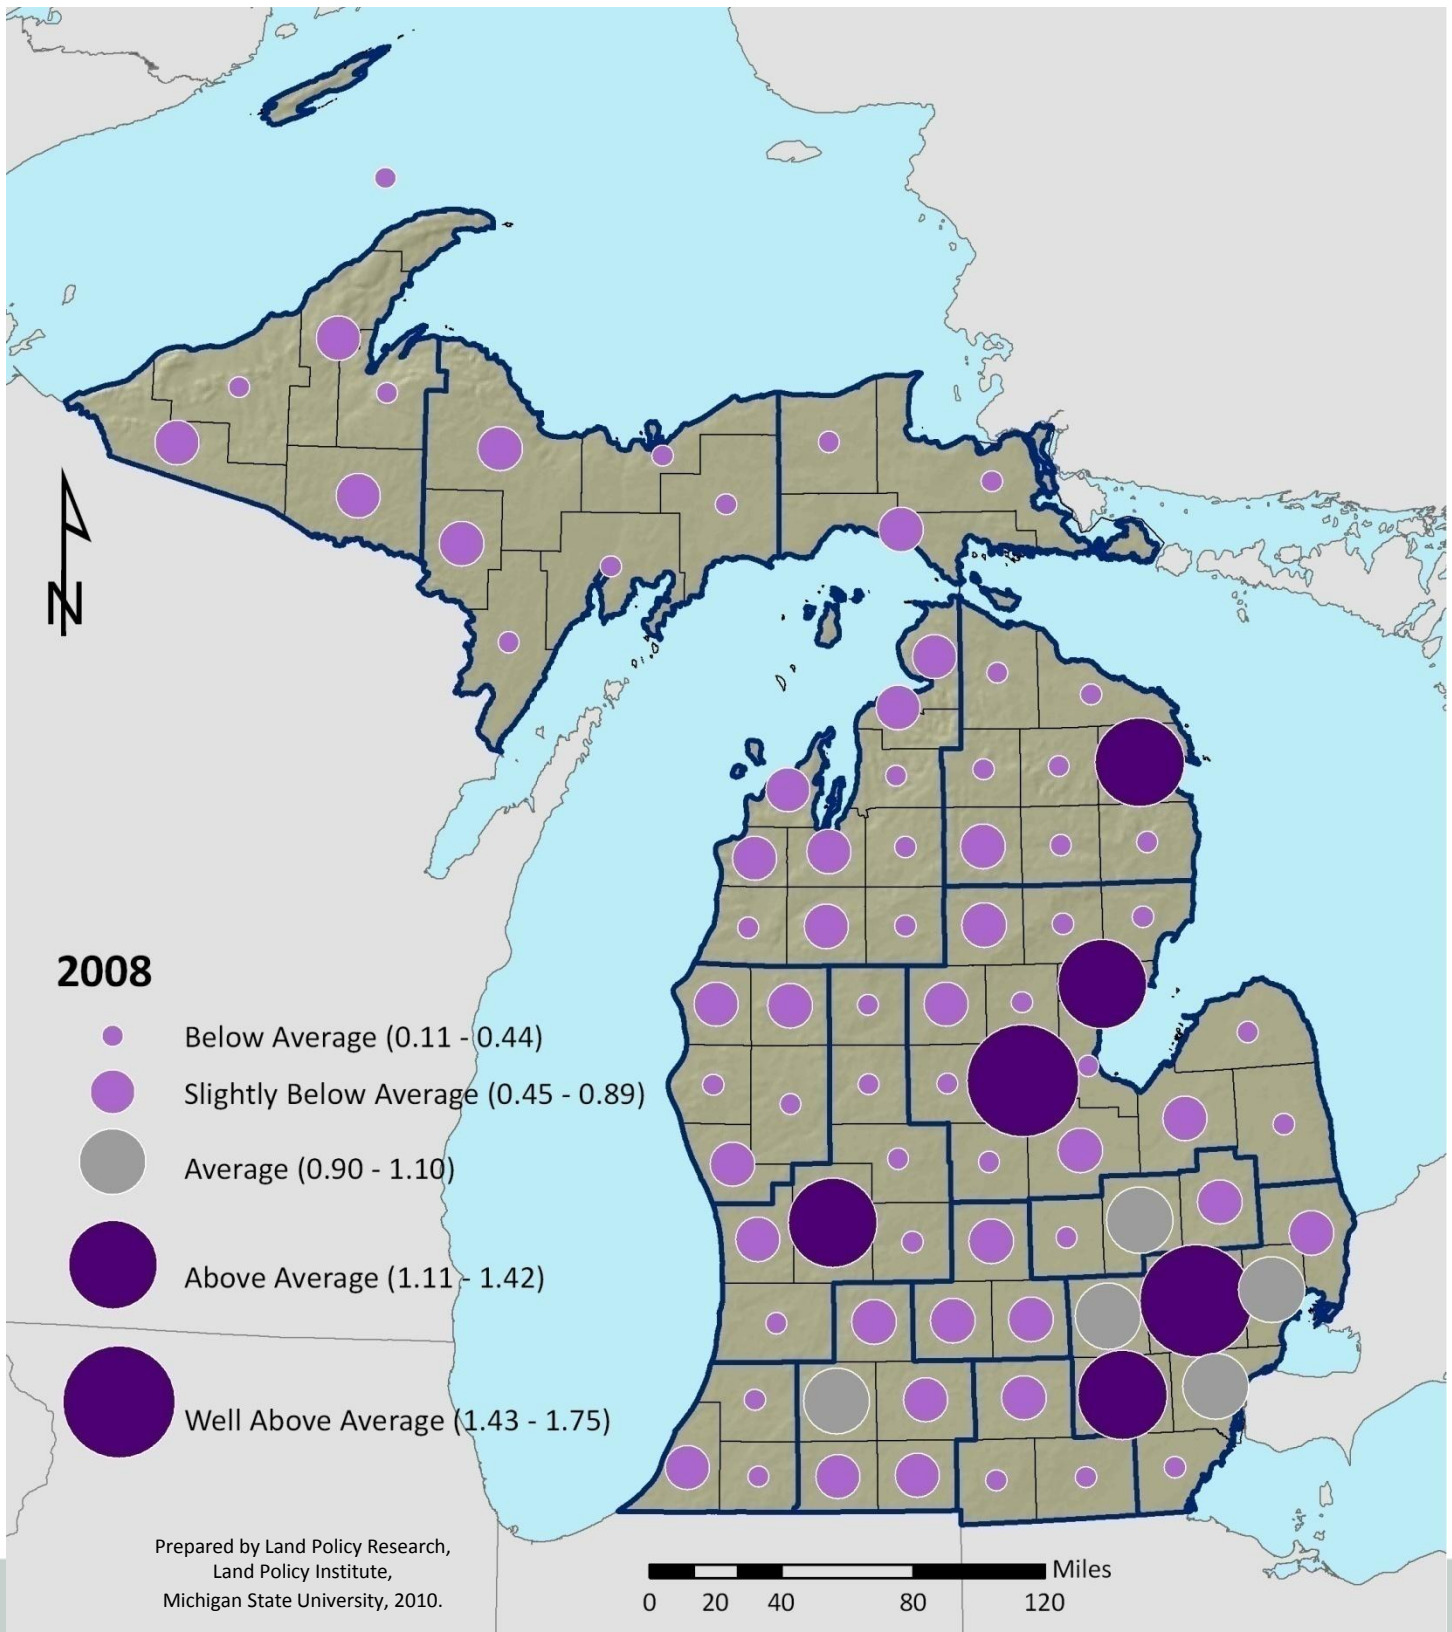 N
2008
Below Average (0.11 - 0.44)
Slightly Below Average (0.45 - 0.89)
Average (0.90 - 1.10)
Above Average (1.11 - 1.42)
Well Above Average (1.43 - 1.75)
Prepared by Land Policy Research,
Land Policy Institute,
Michigan State University, 2010.
Miles
0 20 40 80 120